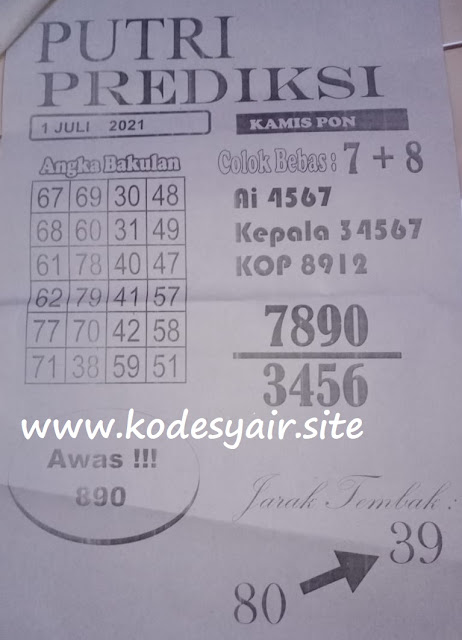 PUTRI
PREDIKSI
1 JULI 2021
KAMIS PON
Angka Bakulan
67 69 30 48
68 60 31 49
61 78 40 47
62 79 41 57
77 70 42 58
71 38 59 51
Colok Bebas : 7 + 8
Ai 4567
Kepala 34567
KOP 8912
7890
3456
www.kodesyair.site
Awas !!!
890
Jarak Tembak :
39
80